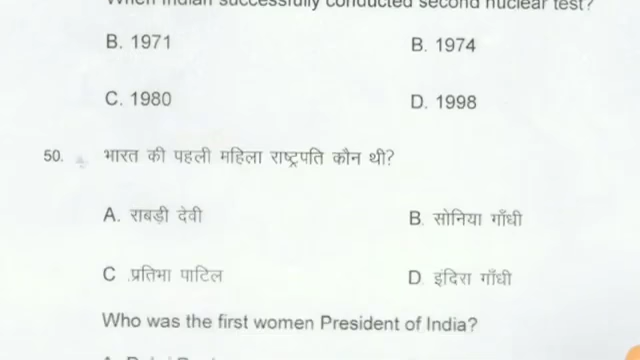 When Indian successfully conducted second nuclear test?
B. 1971 B. 1974
C. 1980 D. 1998
50. भारत की पहली महिला राष्ट्रपति कौन थी?
A. राबड़ी देवी B. सोनिया गाँधी
C .प्रतिभा पाटिल D. इंदिरा गाँधी
Who was the first women President of India?